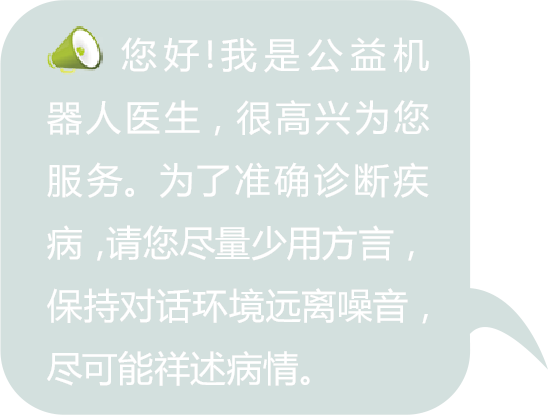 您好!我是公益机
器人医生，很高兴为您
服务。为了准确诊断疾
病，请您尽量少用方言，
保持对话环境远离噪音，
尽可能祥述病情。